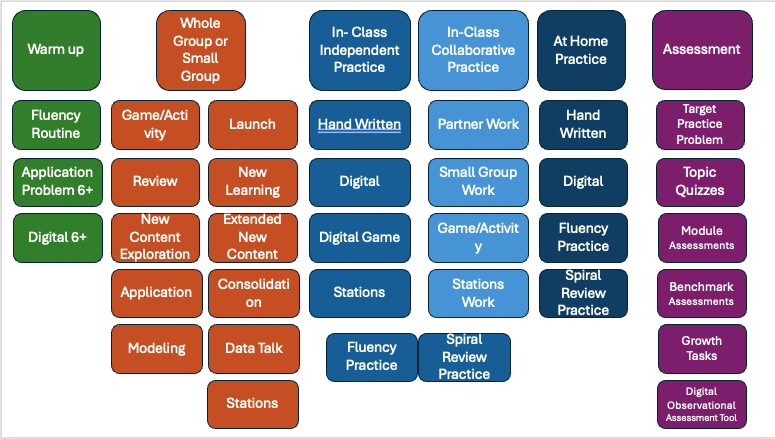 Warm up
Whole
Group or
Small
Group
In- Class
Independent
Practice
In-Class
Collaborative
Practice
At Home
Practice
Assessment
Fluency
Routine
Game/Acti
vity
Launch
Hand Written
Partner Work
Hand
Written
Target
Practice
Problem
Application
Problem 6+
Review
New
Learning
Digital
Small Group
Work
Digital
Topic
Quizzes
Digital 6+
New
Content
Exploration
Extended
New
Content
Digital Game
Game/Activit
y
Fluency
Practice
Module
Assessments
Application
Consolidati
on
Stations
Stations
Work
Spiral
Review
Practice
Benchmark
Assessments
Modeling
Data Talk
Fluency
Practice
Spiral
Review
Practice
Growth
Tasks
Stations
Digital
Observational
Assessment Tool